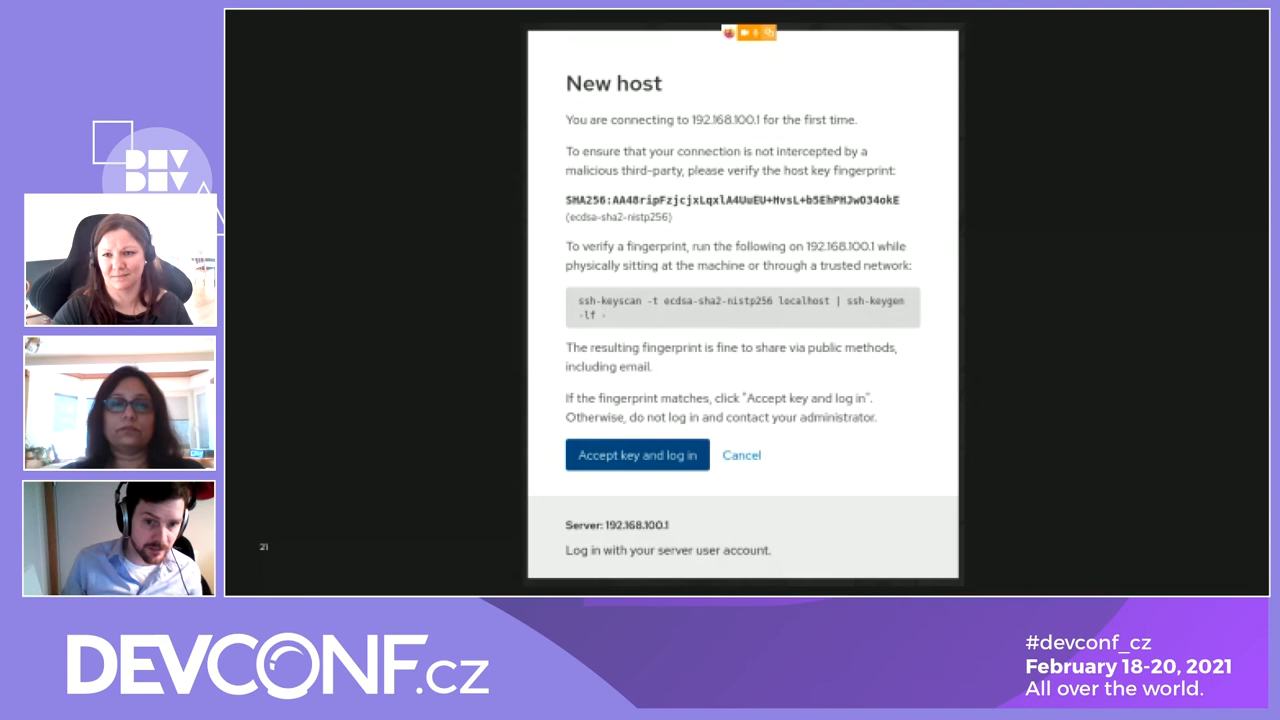 New host
You are connecting to 192.168.100.1 for the first time.
To ensure that your connection is not intercepted by a
malicious third-party, please verify the host key fingerprint:
SHA256:AA48ripFzjcjxLqxlA4UuEU+HvsL+b5EhPHJwO34okE
(ecdsa-sha2-nistp256)
To verify a fingerprint, run the following on 192.168.100.1 while
physically sitting at the machine or through a trusted network:
ssh-keyscan -t ecdsa-sha2-nistp256 localhost | ssh-keygen
-lf -
The resulting fingerprint is fine to share via public methods,
including email.
If the fingerprint matches, click "Accept key and log in".
Otherwise, do not log in and contact your administrator.
Accept key and log in
Cancel
Server: 192.168.100.1
Log in with your server user account.
21
DEV
DEV
DEVCONF.cz
#devconf_cz
February 18-20, 2021
All over the world.